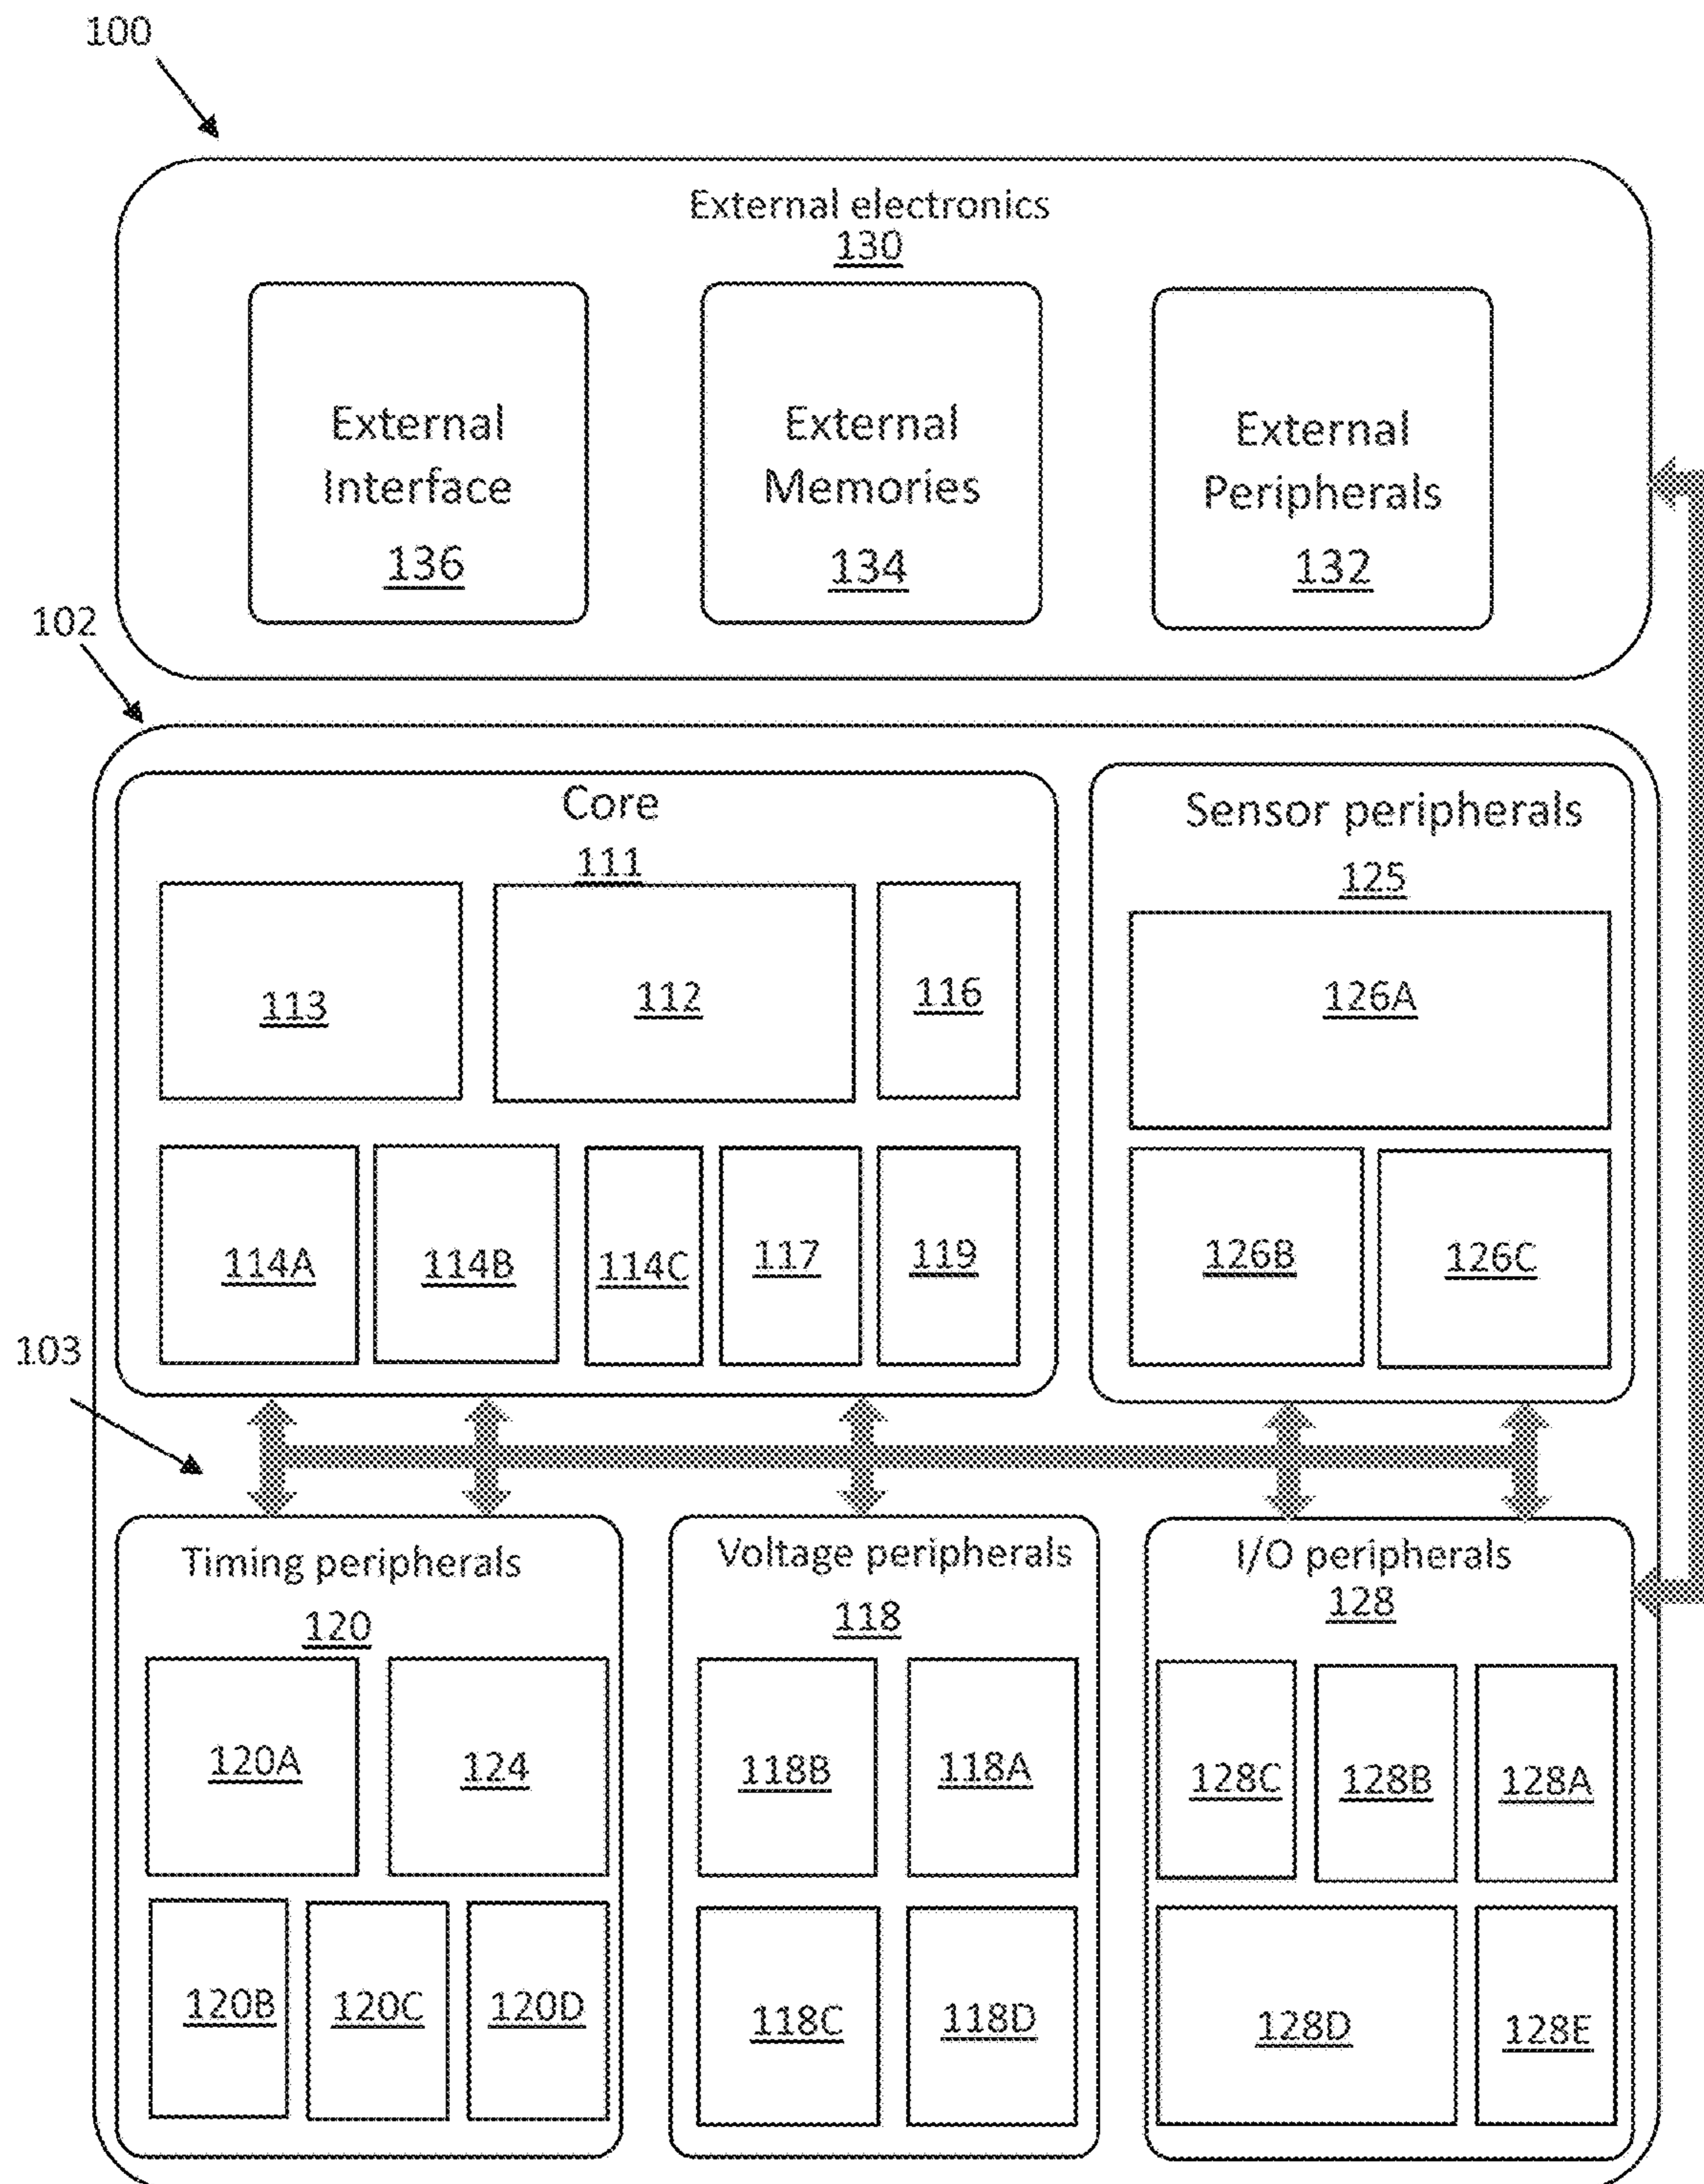 100
External electronics
130
External
Interface
136
External
Memories
134
External
Peripherals
132
102
Core
111
113
112
116
114A
114B
114C
117
119
Sensor peripherals
125
126A
126B
126C
103
Timing peripherals
120
120A
124
120B
120C
120D
Voltage peripherals
118
118B
118A
118C
118D
I/O peripherals
128
128C
128B
128A
128D
128E